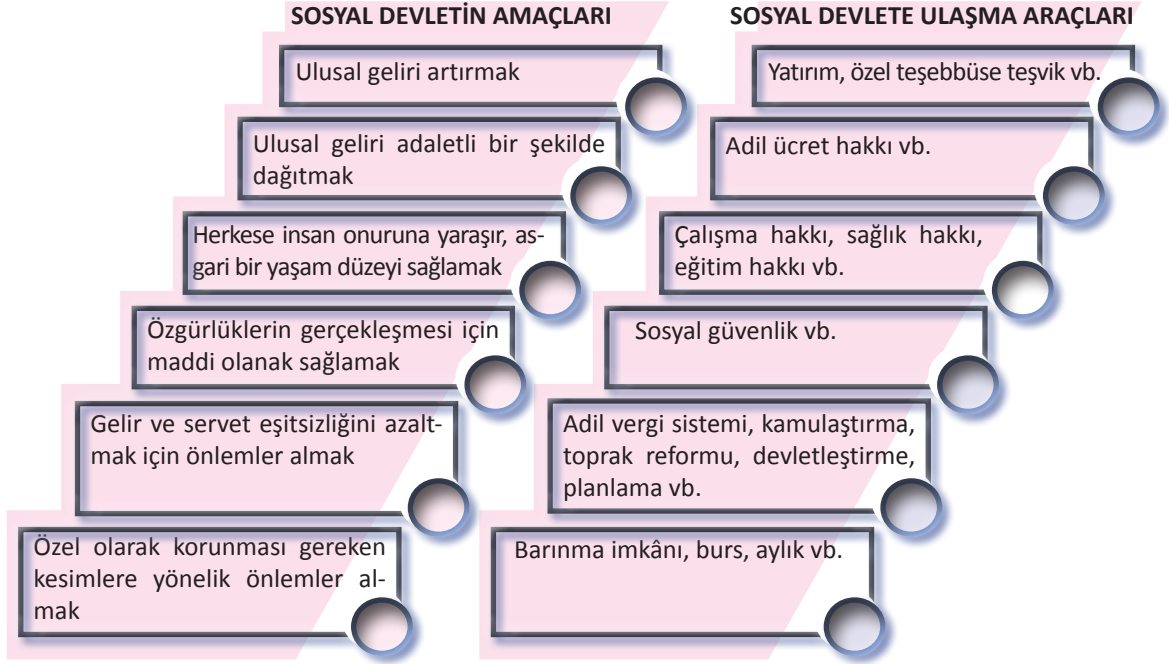 SOSYAL DEVLETİN AMAÇLARI
Ulusal geliri artırmak
Ulusal geliri adaletli bir şekilde
dağıtmak
Herkese insan onuruna yaraşır, as-
gari bir yaşam düzeyi sağlamak
Özgürlüklerin gerçekleşmesi için
maddi olanak sağlamak
Gelir ve servet eşitsizliğini azalt-
mak için önlemler almak
Özel olarak korunması gereken
kesimlere yönelik önlemler al-
mak
SOSYAL DEVLETE ULAŞMA ARAÇLARI
Yatırım, özel teşebbüse teşvik vb.
Adil ücret hakkı vb.
Çalışma hakkı, sağlık hakkı,
eğitim hakkı vb.
Sosyal güvenlik vb.
Adil vergi sistemi, kamulaştırma,
toprak reformu, devletleştirme,
planlama vb.
Barınma imkânı, burs, aylık vb.